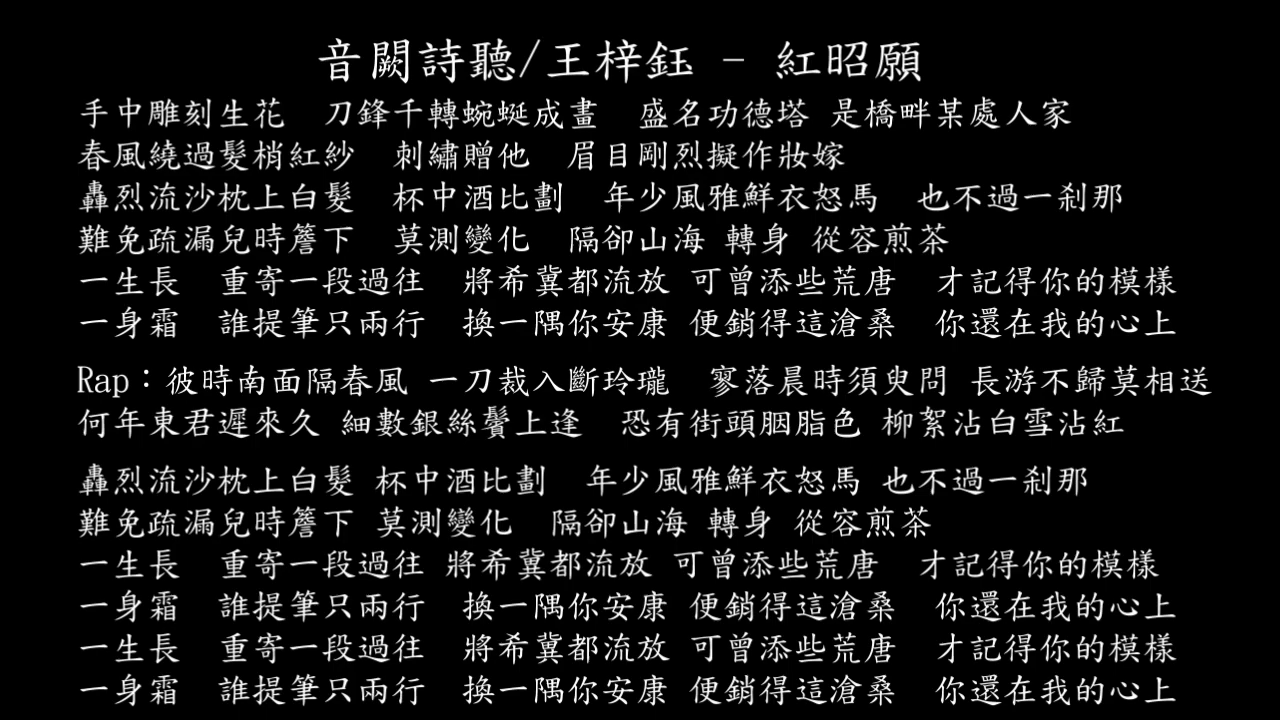 音闕詩聽/王梓鈺 - 紅昭願
手中雕刻生花 刀鋒千轉蜿蜒成畫 盛名功德塔 是橋畔某處人家
春風繞過髮梢紅紗 刺繡贈他 眉目剛烈擬作妝嫁
轟烈流沙枕上白髮 杯中酒比劃 年少風雅鮮衣怒馬 也不過一剎那
難免疏漏兒時簷下 莫測變化 隔卻山海 轉身 從容煎茶
一生長 重寄一段過往 將希冀都流放 可曾添些荒唐 才記得你的模樣
一身霜 誰提筆只兩行 換一隅你安康 便銷得這滄桑 你還在我的心上
Rap：彼時南面隔春風 一刀裁入斷玲瓏 寥落晨時須臾問 長游不歸莫相送
何年東君遲來久 細數銀絲鬢上逢 恐有街頭胭脂色 柳絮沾白雪沾紅
轟烈流沙枕上白髮 杯中酒比劃 年少風雅鮮衣怒馬 也不過一剎那
難免疏漏兒時簷下 莫測變化 隔卻山海 轉身 從容煎茶
一生長 重寄一段過往 將希冀都流放 可曾添些荒唐 才記得你的模樣
一身霜 誰提筆只兩行 換一隅你安康 便銷得這滄桑 你還在我的心上
一生長 重寄一段過往 將希冀都流放 可曾添些荒唐 才記得你的模樣
一身霜 誰提筆只兩行 換一隅你安康 便銷得這滄桑 你還在我的心上